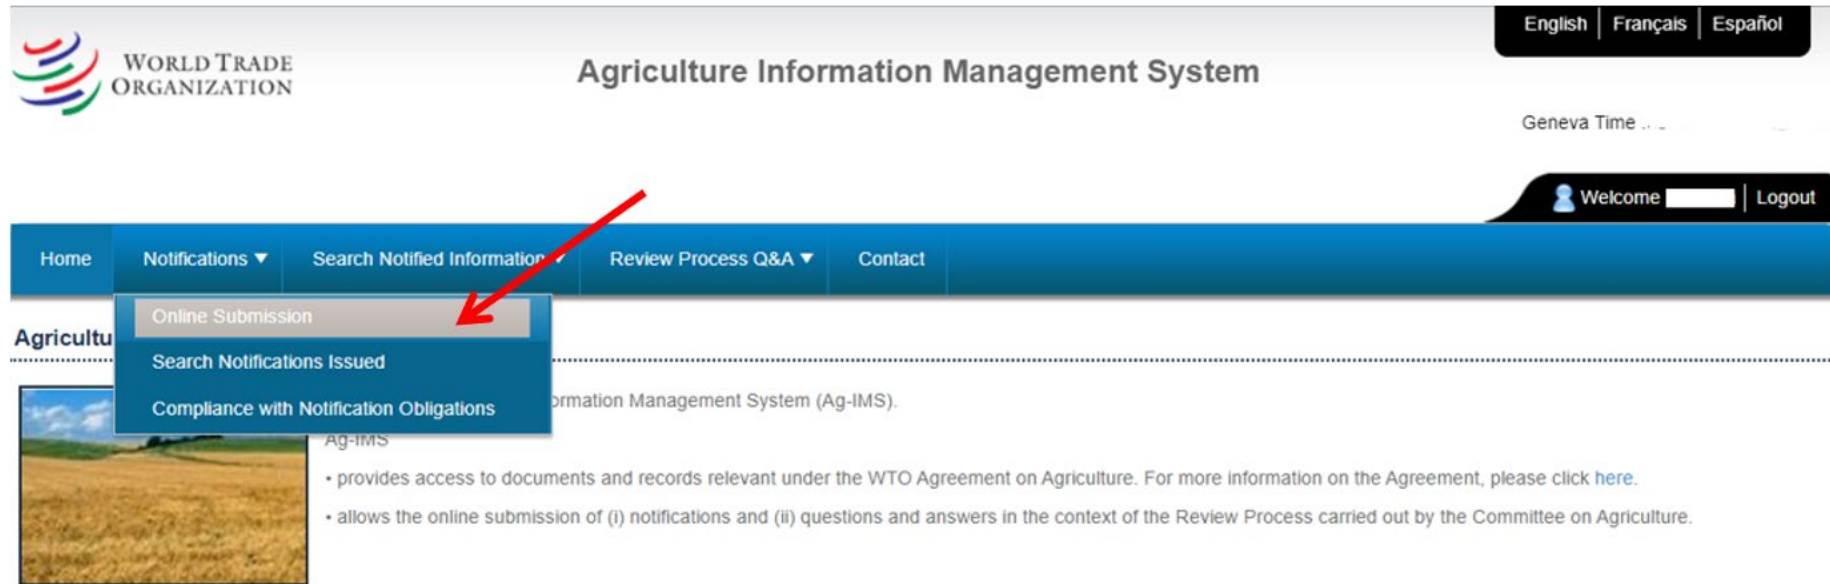 English | Français | Español
WORLD TRADE
ORGANIZATION
Agriculture Information Management System
Geneva Time
Welcome | Logout
Home Notifications ▼ Search Notified Information ▼ Review Process Q&A ▼ Contact
Online Submission
Agricultu
Search Notifications Issued
Compliance with Notification Obligations
ormation Management System (Ag-IMS).
Ag-IMS
• provides access to documents and records relevant under the WTO Agreement on Agriculture. For more information on the Agreement, please click here.
• allows the online submission of (i) notifications and (ii) questions and answers in the context of the Review Process carried out by the Committee on Agriculture.